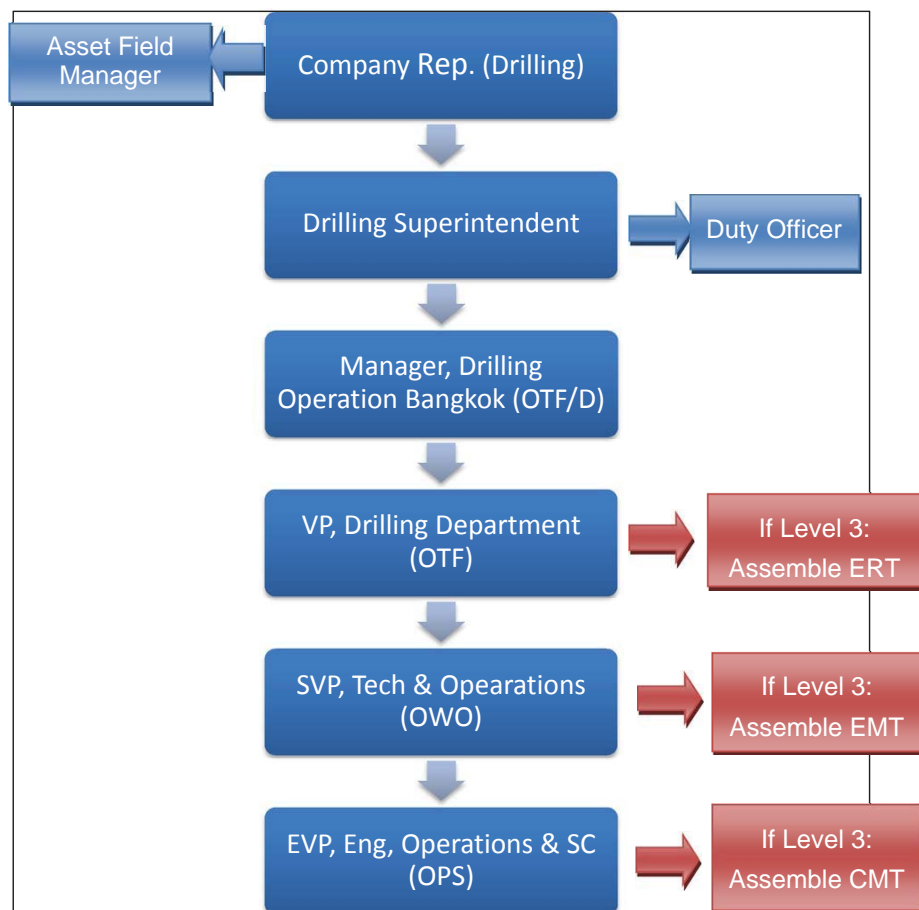 Asset Field
Manager
Company Rep. (Drilling)
Drilling Superintendent
Duty Officer
Manager, Drilling
Operation Bangkok (OTF/D)
VP, Drilling Department
(OTF)
If Level 3:
Assemble ERT
SVP, Tech & Opearations
(OWO)
If Level 3:
Assemble EMT
EVP, Eng, Operations & SC
(OPS)
If Level 3:
Assemble CMT